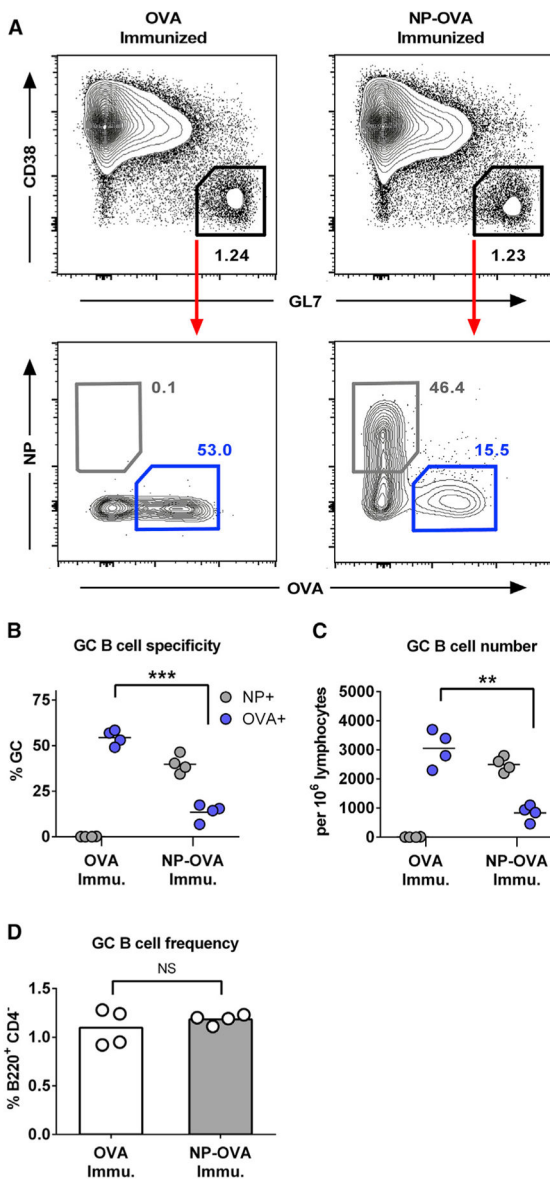 A
OVA
Immunized
NP-OVA
Immunized
CD38
1.24
1.23
GL7
NP
0.1
53.0
46.4
15.5
OVA
B
GC B cell specificity
***
NP+
OVA+
% GC
75
50
25
0
OVA
Immu.
NP-OVA
Immu.
C
GC B cell number
**
per 10⁶ lymphocytes
5000
4000
3000
2000
1000
0
OVA
Immu.
NP-OVA
Immu.
D
GC B cell frequency
NS
% B220⁺ CD4⁻
1.5
1.0
0.5
0.0
OVA
Immu.
NP-OVA
Immu.